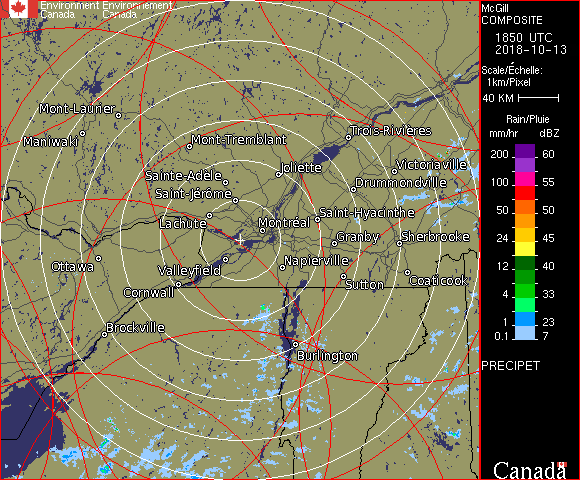 Environment Environnement
Canada Canada
Mont-Laurier
Maniwaki
Mont-Tremblant
Trois-Rivières
Victoriaville
Sainte-Adèle
Joliette
Drummondville
Saint-Jérôme
Lachute
Montréal
Saint-Hyacinthe
Granby
Sherbrooke
Ottawa
Valleyfield
Napierville
Cornwall
Sutton
Coaticook
Brockville
Burlington
McGill
COMPOSITE
1850 UTC
2018-10-13
Scale/Échelle:
1km/Pixel
40 KM
Rain/Pluie
mm/hr dBZ
200 60
150 57
100 55
50 50
24 45
12 40
4 33
1 23
0.1 7
PRECIPET
Canada